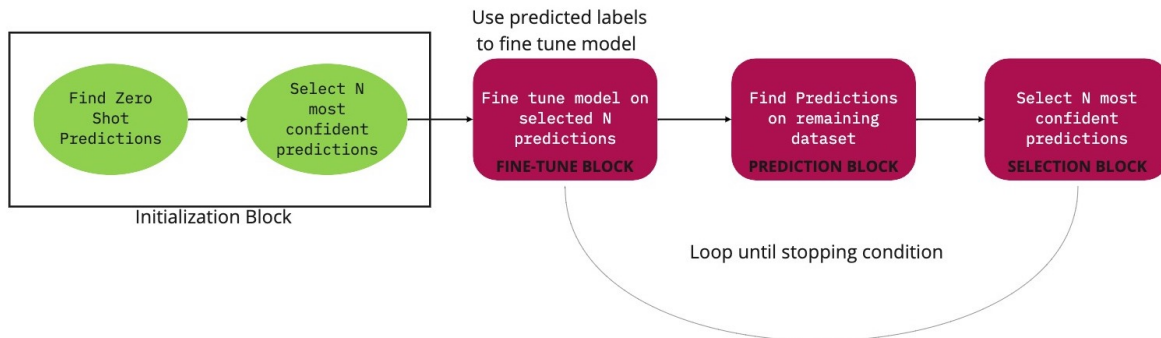 Use predicted labels
to fine tune model
Find Zero
Shot
Predictions
Select N
most
confident
predictions
Initialization Block
Fine tune model on
selected N
predictions
FINE-TUNE BLOCK
Find Predictions
on remaining
dataset
PREDICTION BLOCK
Select N most
confident
predictions
SELECTION BLOCK
Loop until stopping condition